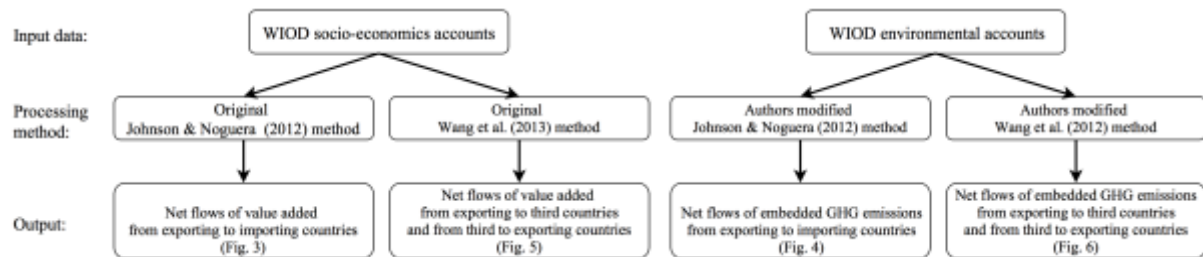 Input data:
WIOD socio-economics accounts
WIOD environmental accounts
Processing
method:
Original
Johnson & Noguera (2012) method
Original
Wang et al. (2013) method
Authors modified
Johnson & Noguera (2012) method
Authors modified
Wang et al. (2012) method
Output:
Net flows of value added
from exporting to importing countries
(Fig. 3)
Net flows of value added
from exporting to third countries
and from third to exporting countries
(Fig. 5)
Net flows of embedded GHG emissions
from exporting to importing countries
(Fig. 4)
Net flows of embedded GHG emissions
from exporting to third countries
and from third to exporting countries
(Fig. 6)